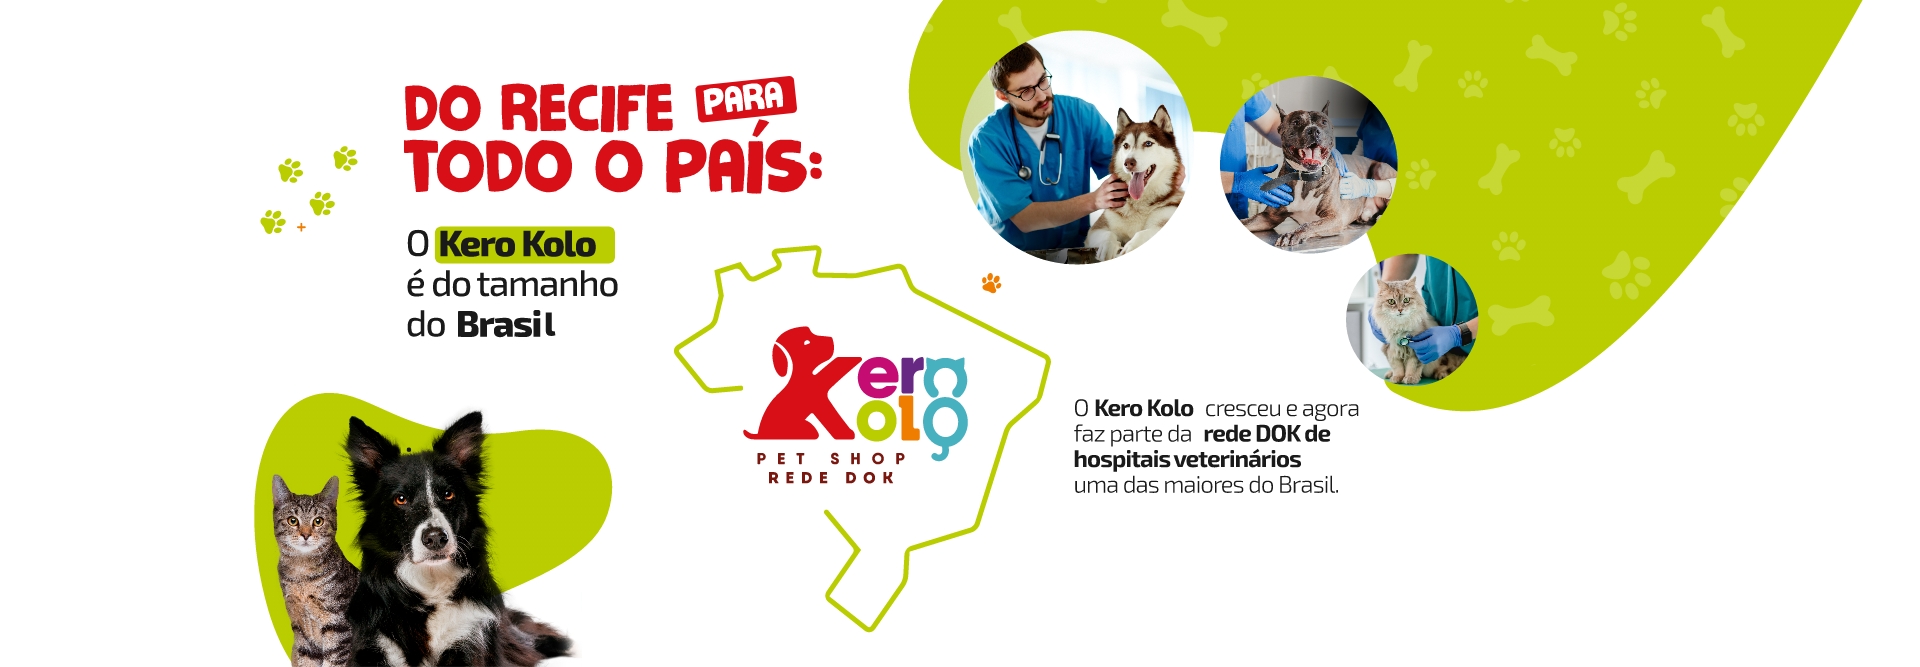 DO RECIFE PARA
TODO O PAÍS:
O Kero Kolo
é do tamanho
do Brasil
Kero
Kolo
PET SHOP
REDE DOK
O Kero Kolo cresceu e agora
faz parte da rede DOK de
hospitais veterinários
uma das maiores do Brasil.